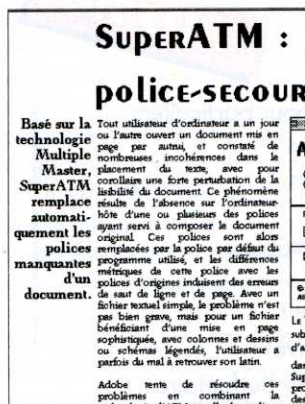 SuperATM :
police-secour
Basé sur la
technologie
Multiple
Master,
SuperATM
remplace
automati-
quement les
polices
manquantes
d'un
document.
Tout utilisateur d'ordinateur a un jour
ou l'autre ouvert un document mis en
page par autrui, et constaté de
nombreuses incohérences dans le
placement du texte, avec pour
corollaire une forte perturbation de la
lisibilité du document. Ce phénomène
résulte de l'absence sur l'ordinateur-
hôte d'une ou plusieurs des polices
ayant servi à composer le document
original. Ces polices sont alors
remplacées par la police par défaut du
programme utilisé, et les différences
métriques de cette police avec les
polices d'origines induisent des erreurs
de saut de ligne et de page. Avec un
fichier textuel simple, le problème n'est
pas bien grave, mais pour un fichier
bénéficiant d'une mise en page
sophistiquée, avec colonnes et dessins
ou schémas légendés, l'utilisateur a
parfois du mal à retrouver son latin.
Adobe tente de résoudre ces
problèmes en combinant la